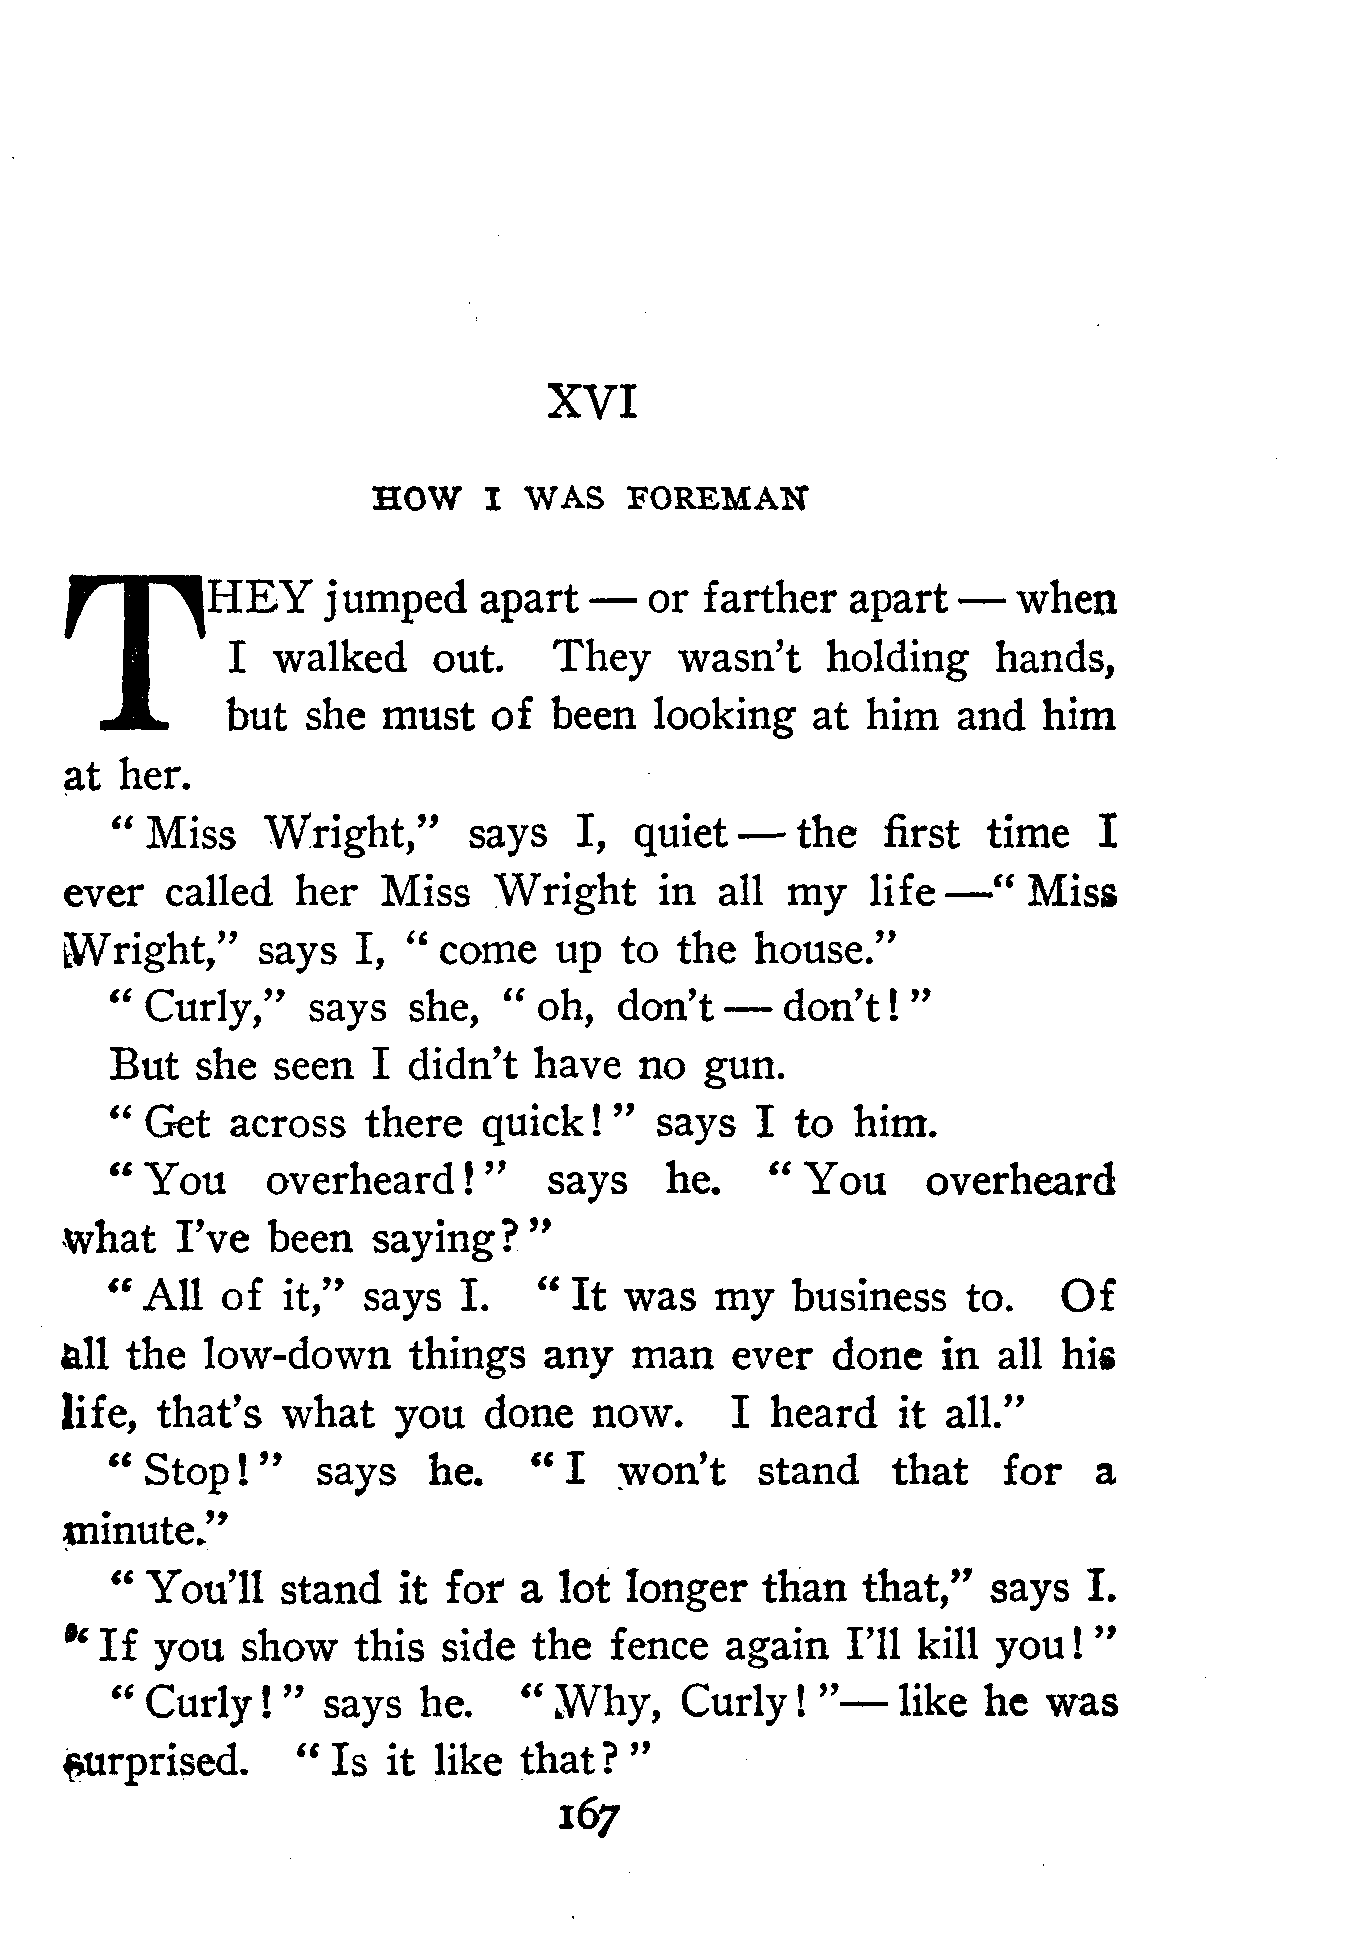 XVI
HOW I WAS FOREMAN
THEY jumped apart — or farther apart — when
I walked out. They wasn't holding hands,
but she must of been looking at him and him
at her.
"Miss Wright," says I, quiet — the first time I
ever called her Miss Wright in all my life —"Miss
Wright," says I, "come up to the house."
"Curly," says she, "oh, don't — don't!"
But she seen I didn't have no gun.
"Get across there quick!" says I to him.
"You overheard!" says he. "You overheard
what I've been saying?"
"All of it," says I. "It was my business to. Of
all the low-down things any man ever done in all his
life, that's what you done now. I heard it all."
"Stop!" says he. "I won't stand that for a
minute."
"You'll stand it for a lot longer than that," says I.
"If you show this side the fence again I'll kill you!"
"Curly!" says he. "Why, Curly!"— like he was
surprised. "Is it like that?"
167